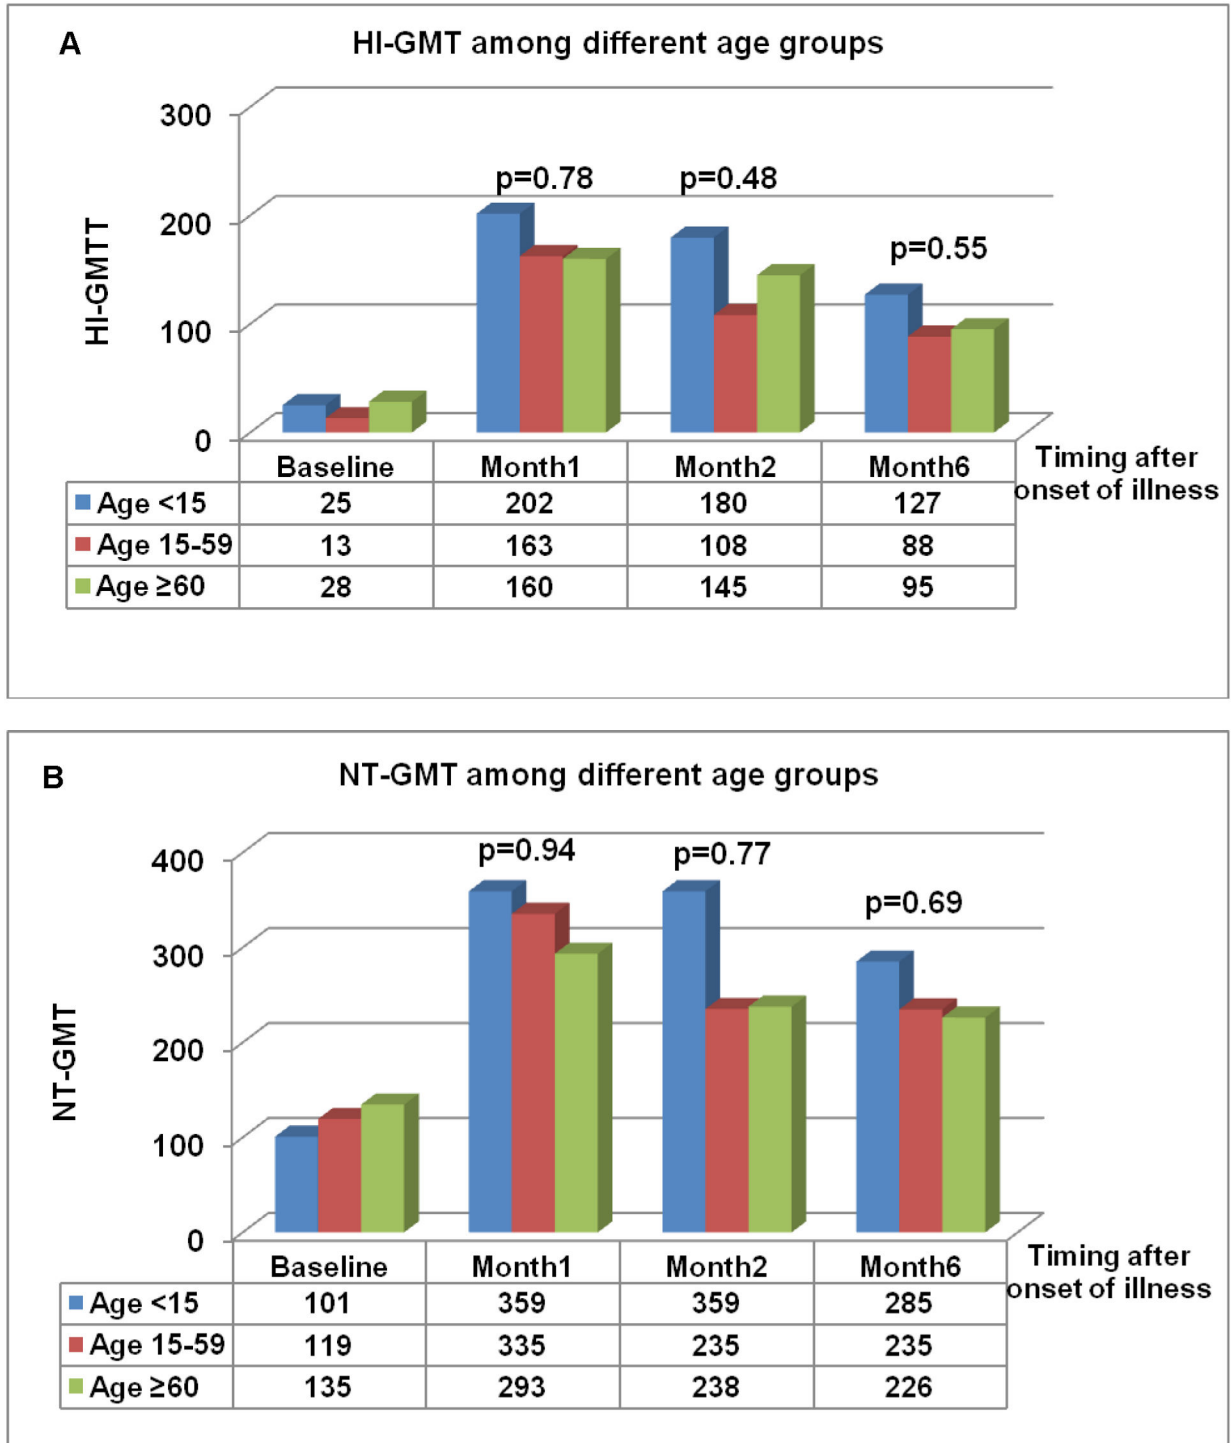 A
HI-GMT among different age groups
300
200
100
0
HI-GMTT
p=0.78
p=0.48
p=0.55
Baseline Month1 Month2 Month6
Timing after
onset of illness
Age <15 25 202 180 127
Age 15-59 13 163 108 88
Age ≥60 28 160 145 95
B
NT-GMT among different age groups
400
300
200
100
0
NT-GMT
p=0.94
p=0.77
p=0.69
Baseline Month1 Month2 Month6
Timing after
onset of illness
Age <15 101 359 359 285
Age 15-59 119 335 235 235
Age ≥60 135 293 238 226